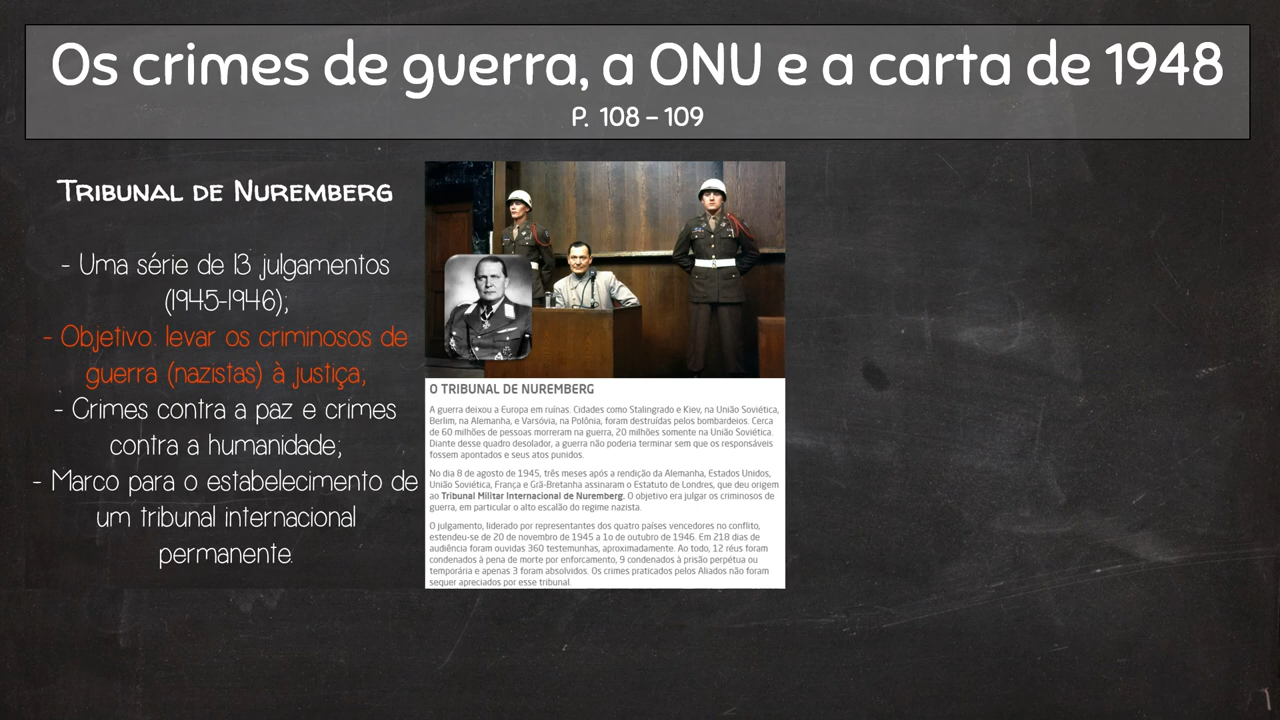 Os crimes de guerra, a ONU e a carta de 1948
P. 108 – 109
Tribunal de Nuremberg
- Uma série de 13 julgamentos
(1945-1946);
- Objetivo: levar os criminosos de
guerra (nazistas) à justiça;
- Crimes contra a paz e crimes
contra a humanidade;
- Marco para o estabelecimento de
um tribunal internacional
permanente.
O TRIBUNAL DE NUREMBERG
A guerra deixou a Europa em ruínas. Cidades como Stalingrado e Kiev, na União Soviética,
Berlim, na Alemanha, e Varsóvia, na Polônia, foram destruídas pelos bombardeios. Cerca
de 60 milhões de pessoas morreram na guerra, 20 milhões somente na União Soviética.
Diante desse quadro desolador, a guerra não poderia terminar sem que os responsáveis
fossem apontados e seus atos punidos.
No dia 8 de agosto de 1945, três meses após a rendição da Alemanha, Estados Unidos,
União Soviética, França e Grã-Bretanha assinaram o Estatuto de Londres, que deu origem
ao Tribunal Militar Internacional de Nuremberg. O objetivo era julgar os criminosos de
guerra, em particular o alto escalão do regime nazista.
O julgamento, liderado por representantes dos quatro países vencedores no conflito,
estendeu-se de 20 de novembro de 1945 a 1o de outubro de 1946. Em 218 dias de
audiência foram ouvidas 360 testemunhas, aproximadamente. Ao todo, 12 réus foram
condenados à pena de morte por enforcamento, 9 condenados à prisão perpétua ou
temporária e apenas 3 foram absolvidos. Os crimes praticados pelos Aliados não foram
sequer apreciados por esse tribunal.